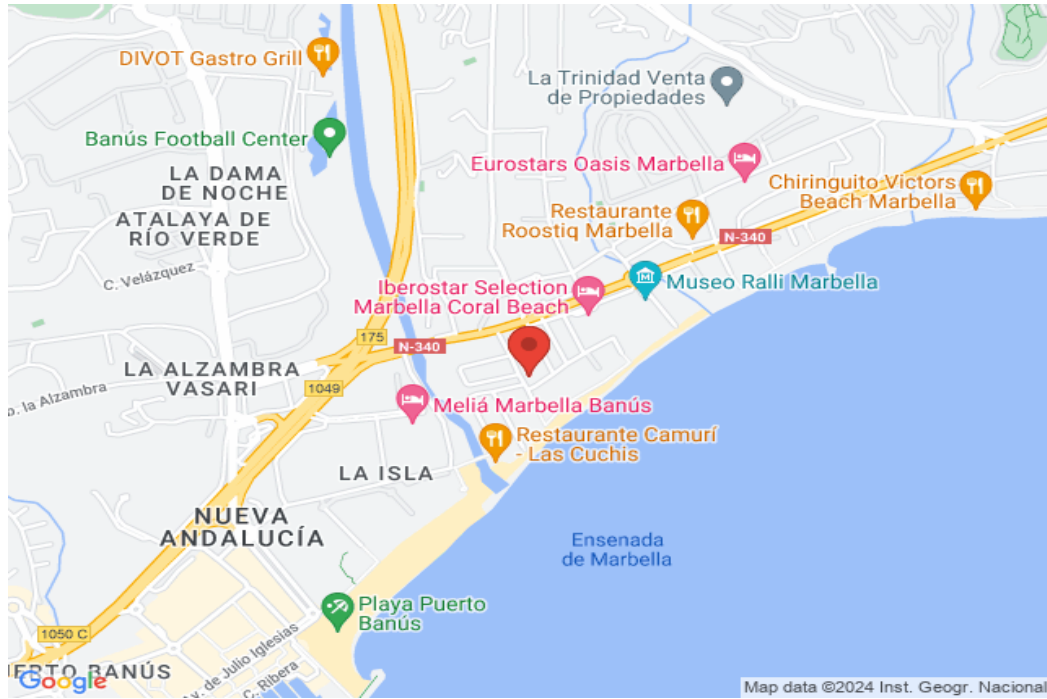 DIVOT Gastro Grill
La Trinidad Venta
de Propiedades
Banús Football Center
Eurostars Oasis Marbella
LA DAMA
DE NOCHE
Chiringuito Victors
Beach Marbella
ATALAYA DE
RÍO VERDE
Restaurante
Roostiq Marbella
N-340
C. Velázquez
Iberostar Selection
Marbella Coral Beach
Museo Ralli Marbella
175
N-340
LA ALZAMBRA
VASARI
1049
la Alzambra
Meliá Marbella Banús
Restaurante Camurí
- Las Cuchis
LA ISLA
NUEVA
ANDALUCÍA
Ensenada
de Marbella
Playa Puerto
Banús
1050 C
Av. de Julio Iglesias
C. Ribera
ERTO BANÚS
Google
Map data ©2024 Inst. Geogr. Nacional